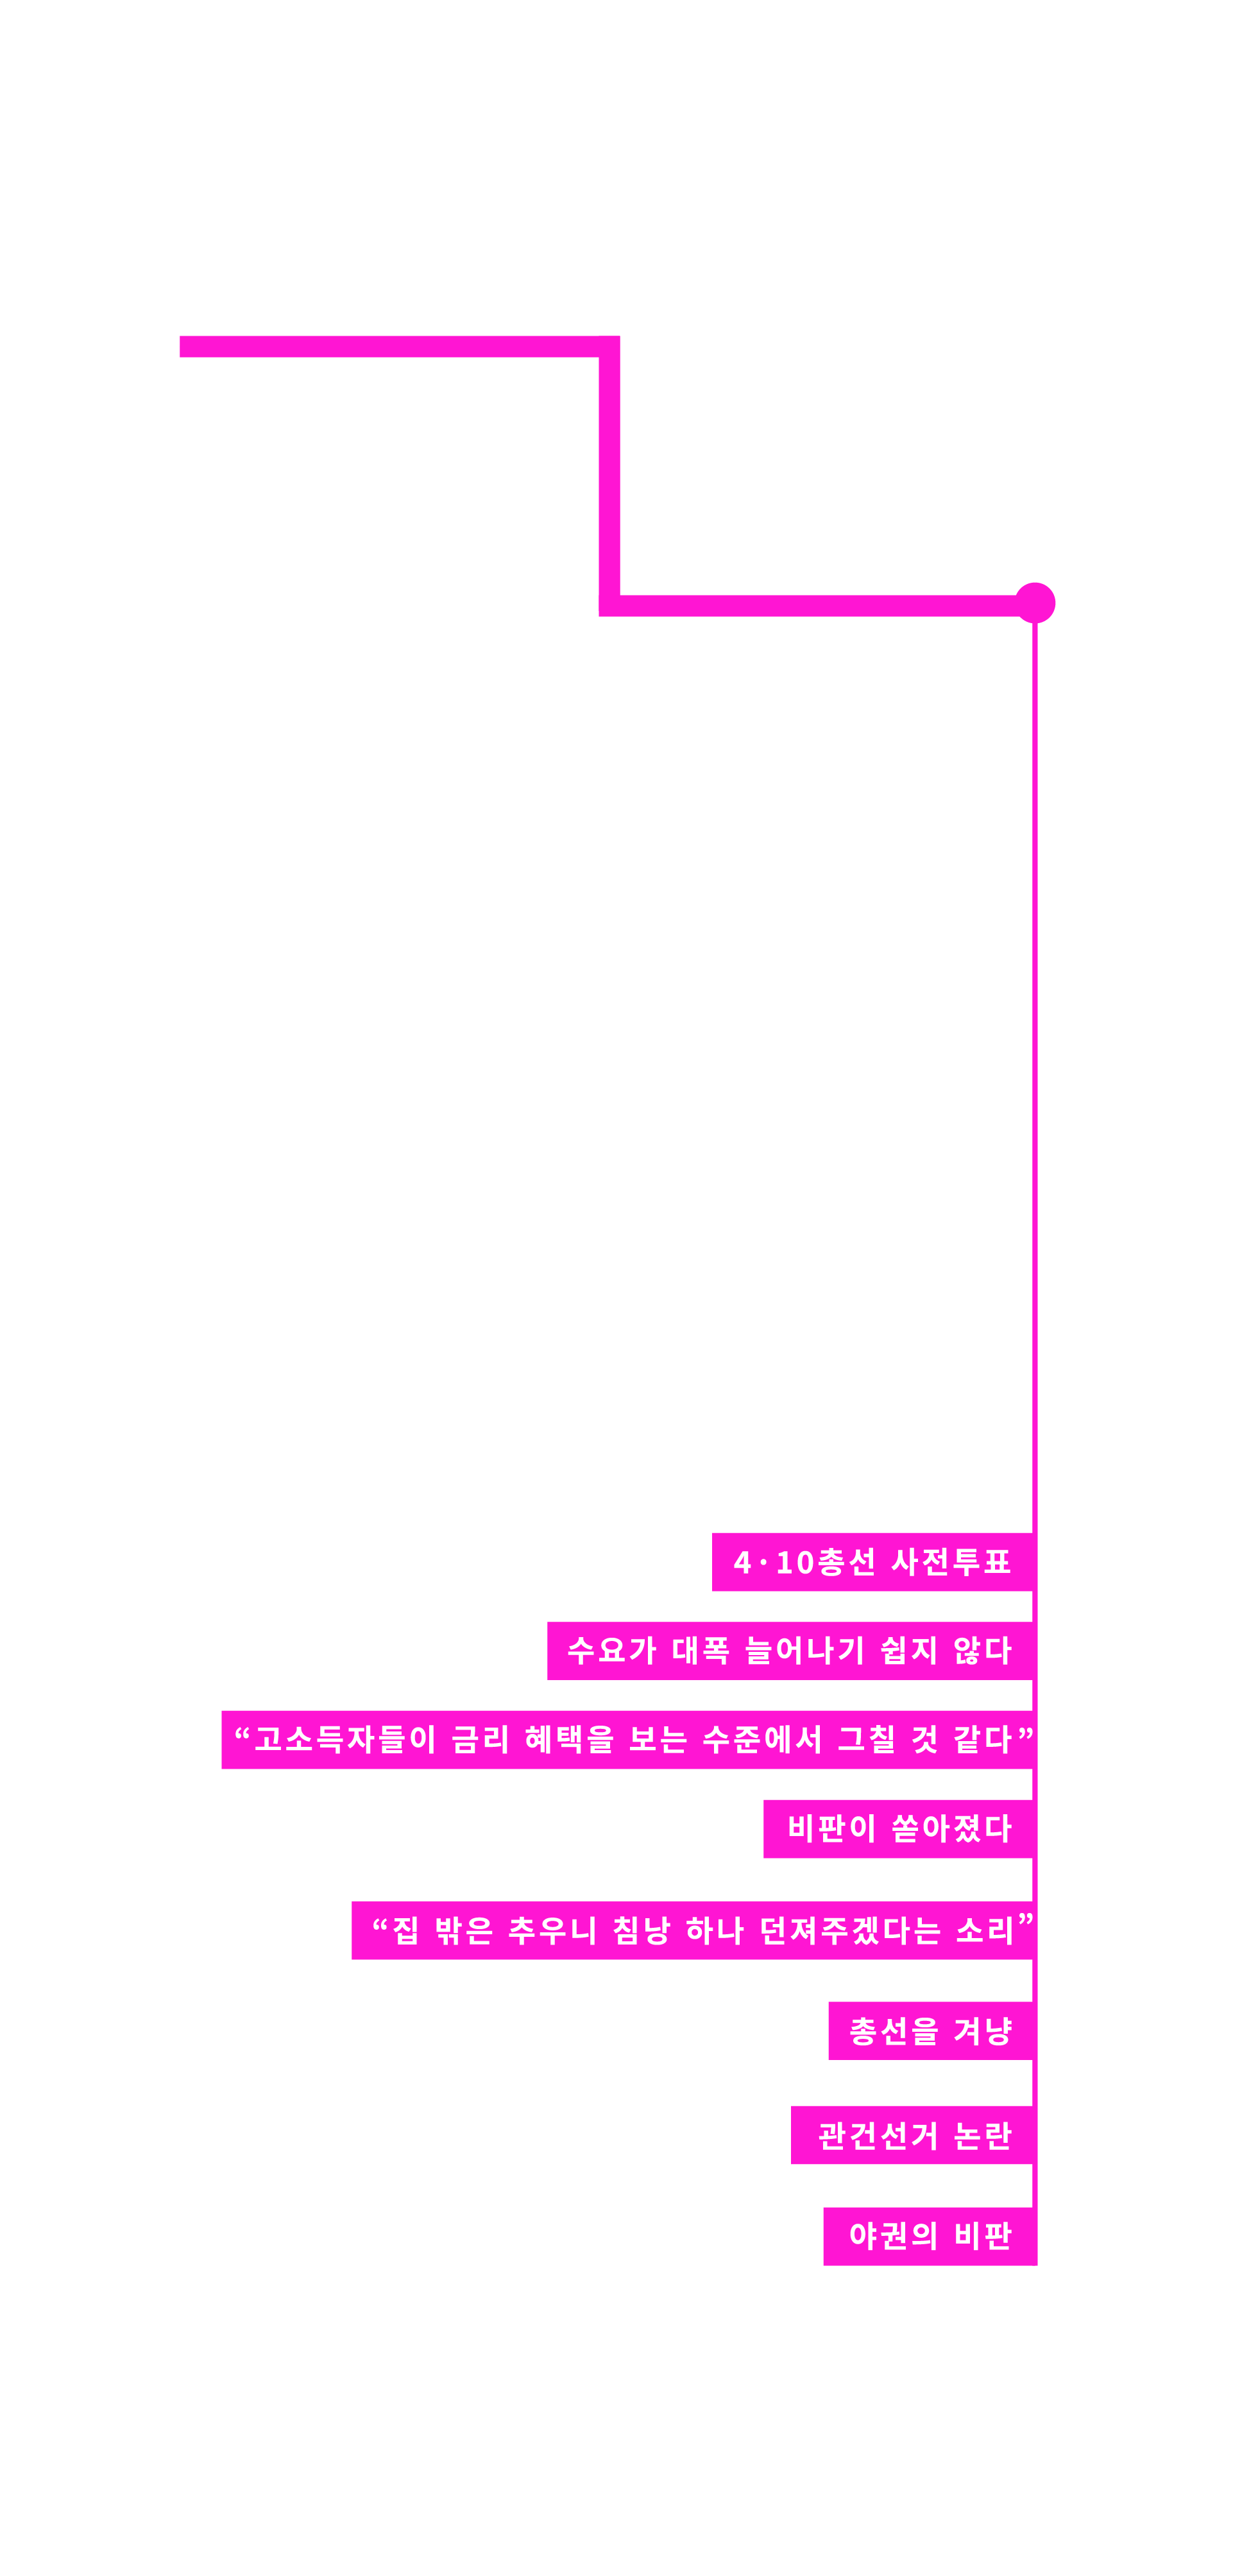 4·10총선 사전투표
수요가 대폭 늘어나기 쉽지 않다
“고소득자들이 금리 혜택을 보는 수준에서 그칠 것 같다”
비판이 쏟아졌다
“집 밖은 추우니 침낭 하나 던져주겠다는 소리”
총선을 겨냥
관건선거 논란
야권의 비판